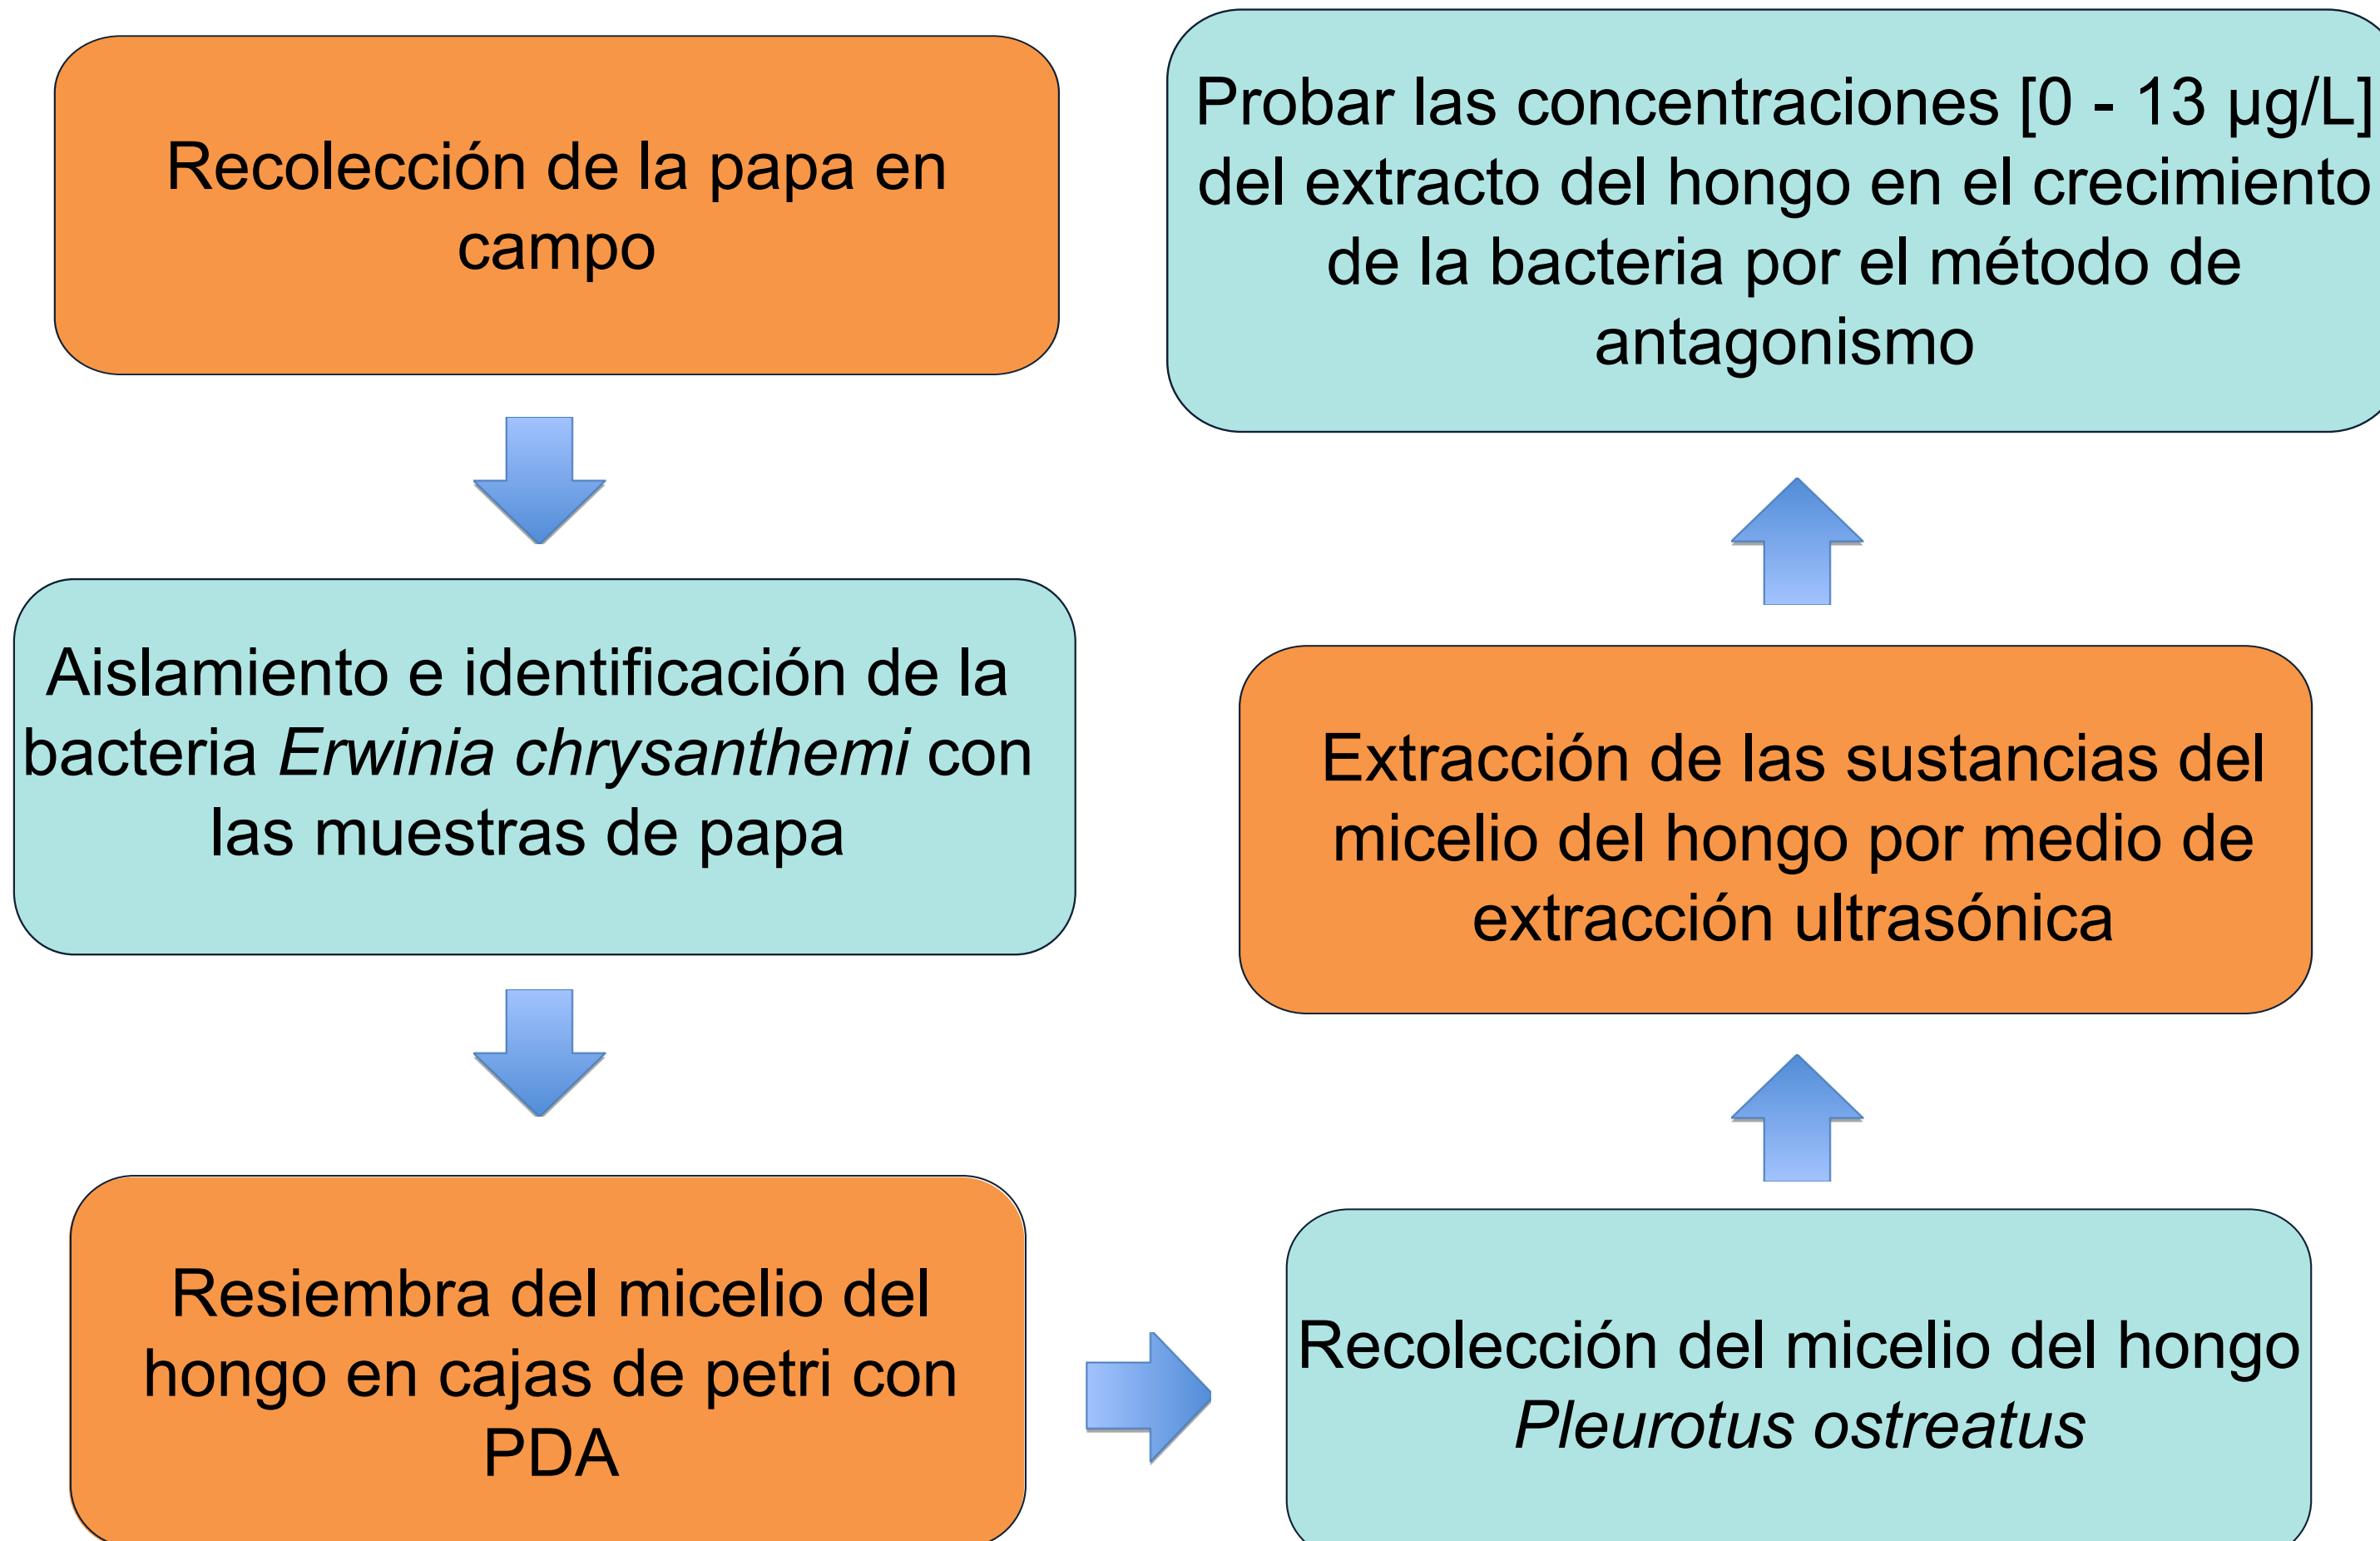 Recolección de la papa en
campo
Aislamiento e identificación de la
bacteria Erwinia chrysanthemi con
las muestras de papa
Resiembra del micelio del
hongo en cajas de petri con
PDA
Recolección del micelio del hongo
Pleurotus ostreatus
Extracción de las sustancias del
micelio del hongo por medio de
extracción ultrasónica
Probar las concentraciones [0 - 13 µg/L]
del extracto del hongo en el crecimiento
de la bacteria por el método de
antagonismo